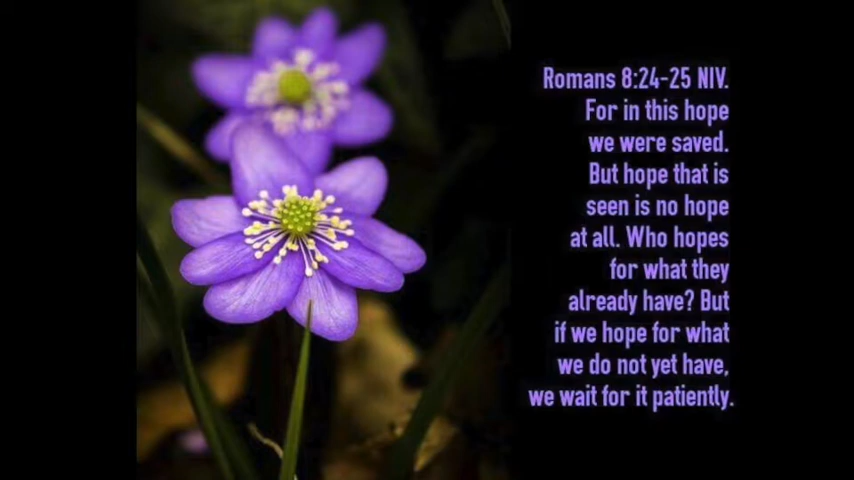 Romans 8:24-25 NIV.
For in this hope
we were saved.
But hope that is
seen is no hope
at all. Who hopes
for what they
already have? But
if we hope for what
we do not yet have,
we wait for it patiently.